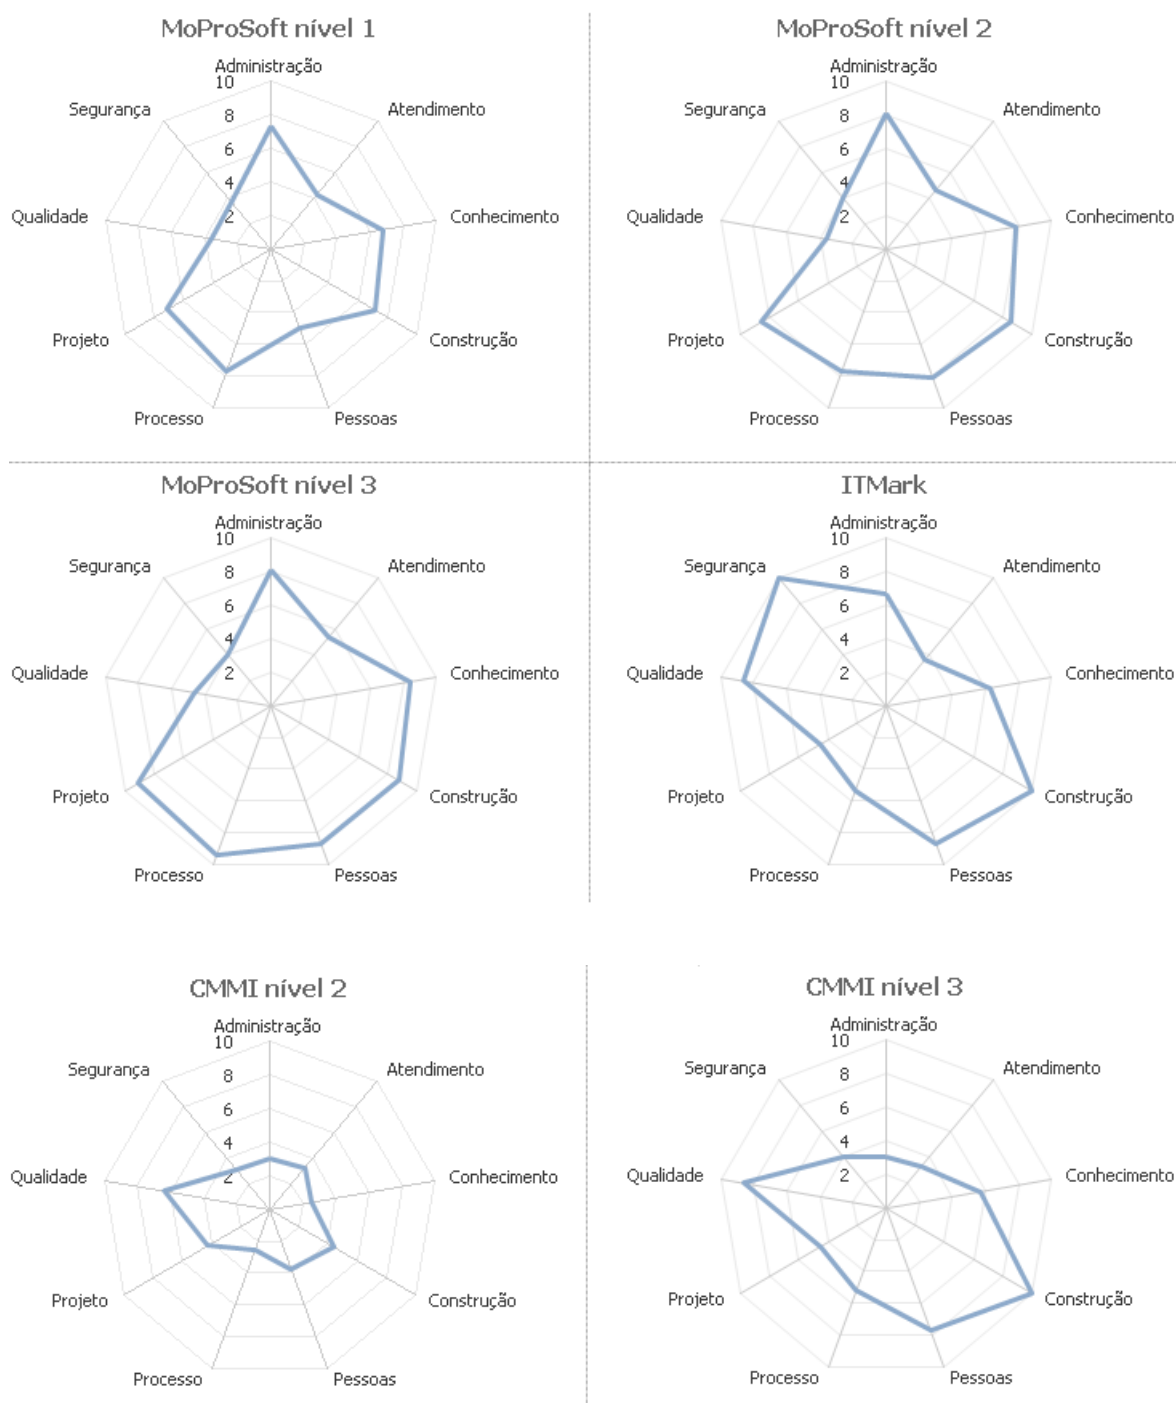 MoProSoft nível 1
Administração
10
8
6
4
2
Atendimento
Conhecimento
Construção
Pessoas
Processo
Projeto
Qualidade
Segurança
MoProSoft nível 2
Administração
10
8
6
4
2
Atendimento
Conhecimento
Construção
Pessoas
Processo
Projeto
Qualidade
Segurança
MoProSoft nível 3
Administração
10
8
6
4
2
Atendimento
Conhecimento
Construção
Pessoas
Processo
Projeto
Qualidade
Segurança
ITMark
Administração
10
8
6
4
2
Atendimento
Conhecimento
Construção
Pessoas
Processo
Projeto
Qualidade
Segurança
CMMI nível 2
Administração
10
8
6
4
2
Atendimento
Conhecimento
Construção
Pessoas
Processo
Projeto
Qualidade
Segurança
CMMI nível 3
Administração
10
8
6
4
2
Atendimento
Conhecimento
Construção
Pessoas
Processo
Projeto
Qualidade
Segurança